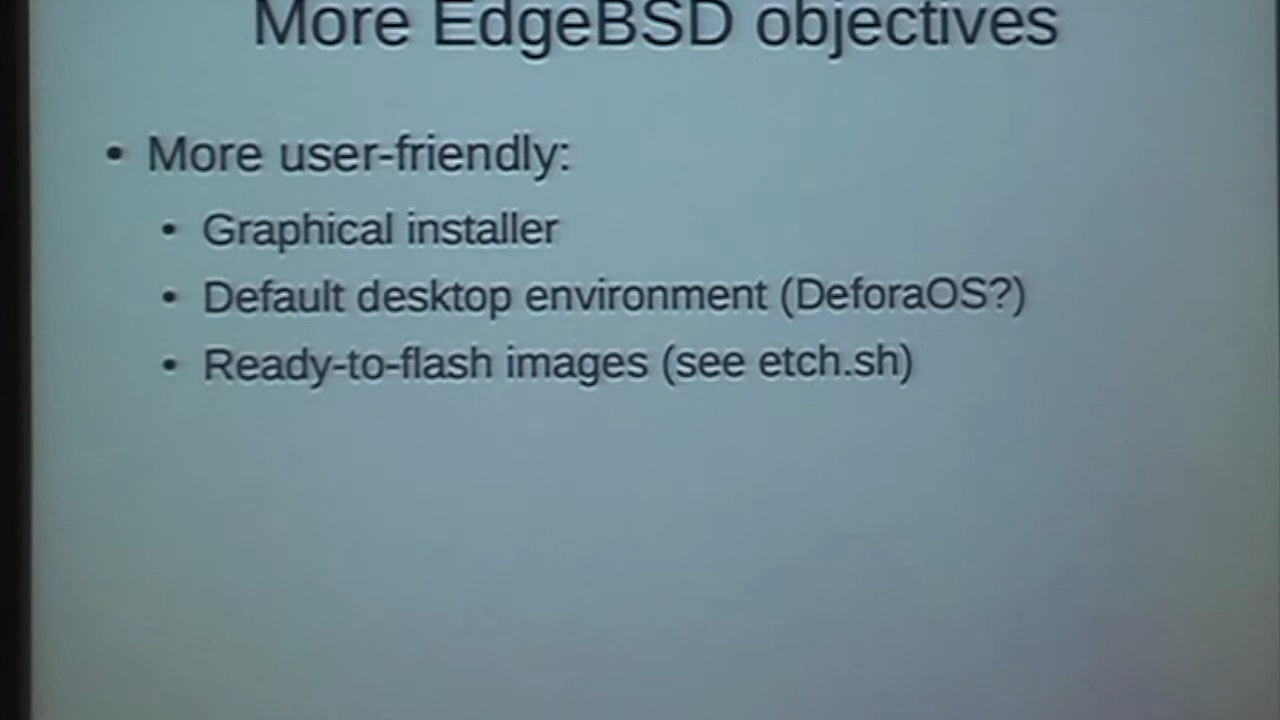 More EdgeBSD objectives
• More user-friendly:
• Graphical installer
• Default desktop environment (DeforaOS?)
• Ready-to-flash images (see etch.sh)